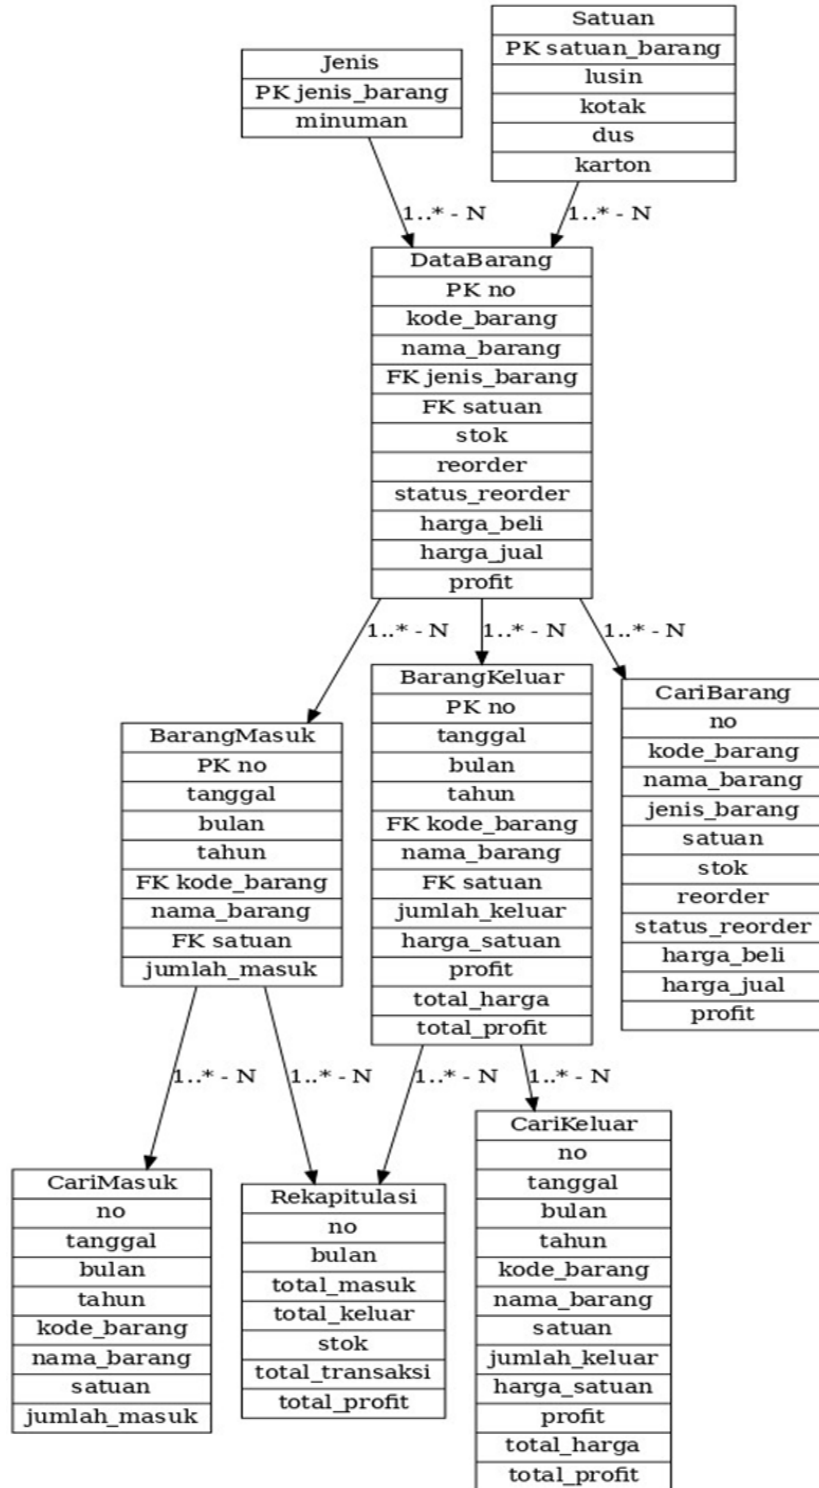 Jenis
PK jenis_barang
minuman
Satuan
PK satuan_barang
lusin
kotak
dus
karton
1..* - N
1..* - N
DataBarang
PK no
kode_barang
nama_barang
FK jenis_barang
FK satuan
stok
reorder
status_reorder
harga_beli
harga_jual
profit
1..* - N
1..* - N
1..* - N
BarangMasuk
PK no
tanggal
bulan
tahun
FK kode_barang
nama_barang
FK satuan
jumlah_masuk
BarangKeluar
PK no
tanggal
bulan
tahun
FK kode_barang
nama_barang
FK satuan
jumlah_keluar
harga_satuan
profit
total_harga
total_profit
CariBarang
no
kode_barang
nama_barang
jenis_barang
satuan
stok
reorder
status_reorder
harga_beli
harga_jual
profit
1..* - N
1..* - N
1..* - N
1..* - N
CariMasuk
no
tanggal
bulan
tahun
kode_barang
nama_barang
satuan
jumlah_masuk
Rekapitulasi
no
bulan
total_masuk
total_keluar
stok
total_transaksi
total_profit
CariKeluar
no
tanggal
bulan
tahun
kode_barang
nama_barang
satuan
jumlah_keluar
harga_satuan
profit
total_harga
total_profit